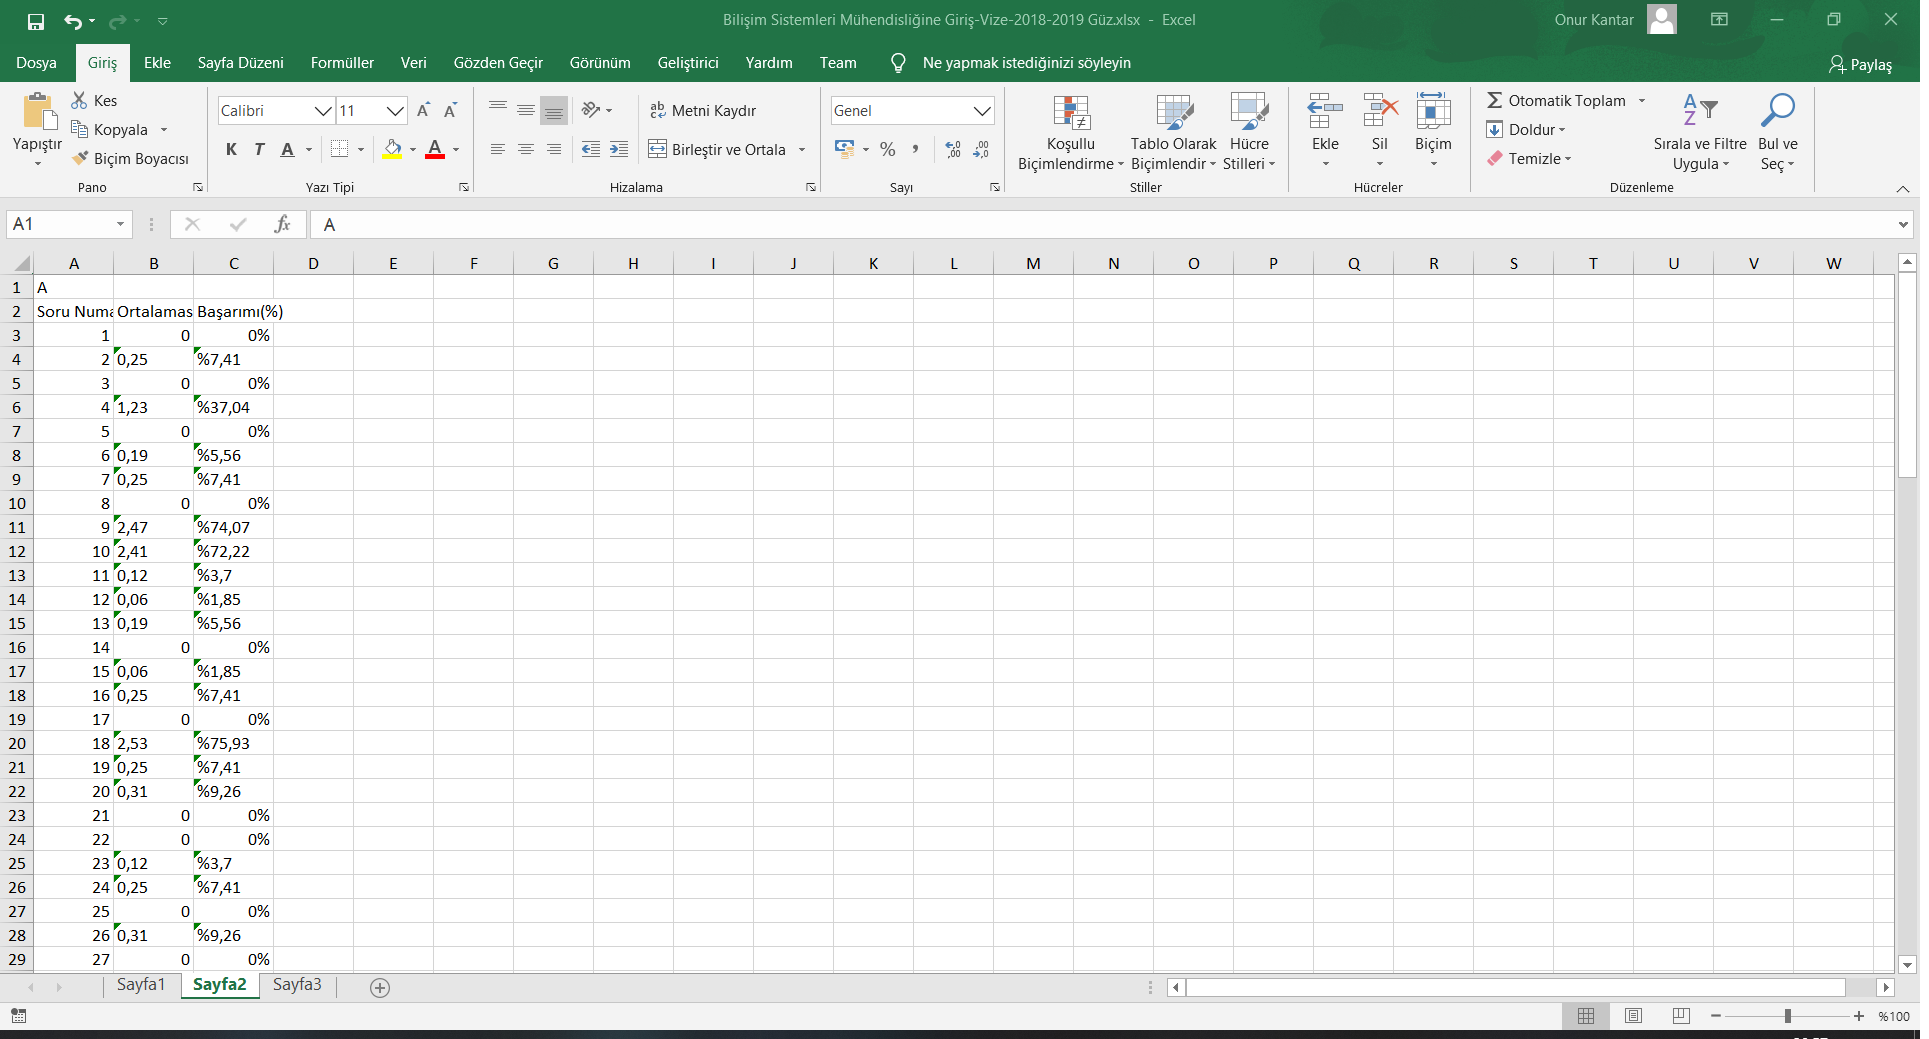 Bilişim Sistemleri Mühendisliğine Giriş-Vize-2018-2019 Güz.xlsx - Excel
Onur Kantar
Dosya Giriş Ekle Sayfa Düzeni Formüller Veri Gözden Geçir Görünüm Geliştirici Yardım Team Ne yapmak istediğinizi söyleyin Paylaş
Yapıştır
Kes
Kopyala
Biçim Boyacısı
Pano
Calibri 11
K T A
Yazı Tipi
Metni Kaydır
Birleştir ve Ortala
Hizalama
Genel
Sayı
Koşullu Biçimlendirme
Tablo Olarak Biçimlendir
Hücre Stilleri
Stiller
Ekle Sil Biçim
Hücreler
Otomatik Toplam
Doldur
Temizle
Sırala ve Filtre Uygula
Bul ve Seç
Düzenleme
A1 fx A
A B C D E F G H I J K L M N O P Q R S T U V W
1 A
2 Soru Numa Ortalamas Başarımı(%)
3 1 0 0%
4 2 0,25 %7,41
5 3 0 0%
6 4 1,23 %37,04
7 5 0 0%
8 6 0,19 %5,56
9 7 0,25 %7,41
10 8 0 0%
11 9 2,47 %74,07
12 10 2,41 %72,22
13 11 0,12 %3,7
14 12 0,06 %1,85
15 13 0,19 %5,56
16 14 0 0%
17 15 0,06 %1,85
18 16 0,25 %7,41
19 17 0 0%
20 18 2,53 %75,93
21 19 0,25 %7,41
22 20 0,31 %9,26
23 21 0 0%
24 22 0 0%
25 23 0,12 %3,7
26 24 0,25 %7,41
27 25 0 0%
28 26 0,31 %9,26
29 27 0 0%
Sayfa1 Sayfa2 Sayfa3
%100